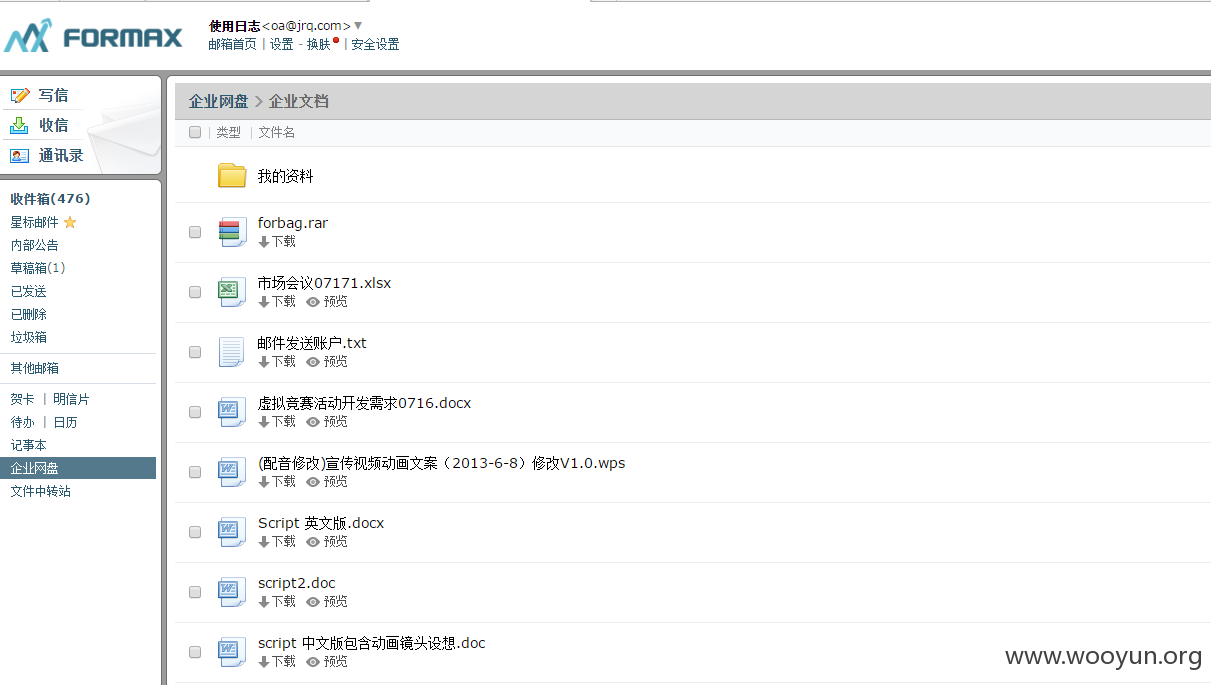 FORMAX
使用日志<oa@jrq.com>
邮箱首页 | 设置 - 换肤 | 安全设置
写信
收信
通讯录
收件箱(476)
星标邮件
内部公告
草稿箱(1)
已发送
已删除
垃圾箱
其他邮箱
贺卡 | 明信片
待办 | 日历
记事本
企业网盘
文件中转站
企业网盘 > 企业文档
类型 | 文件名
我的资料
forbag.rar
下载
市场会议07171.xlsx
下载 预览
邮件发送账户.txt
下载 预览
虚拟竞赛活动开发需求0716.docx
下载 预览
(配音修改)宣传视频动画文案（2013-6-8）修改V1.0.wps
下载 预览
Script 英文版.docx
下载 预览
script2.doc
下载 预览
script 中文版包含动画镜头设想.doc
下载 预览
www.wooyun.org